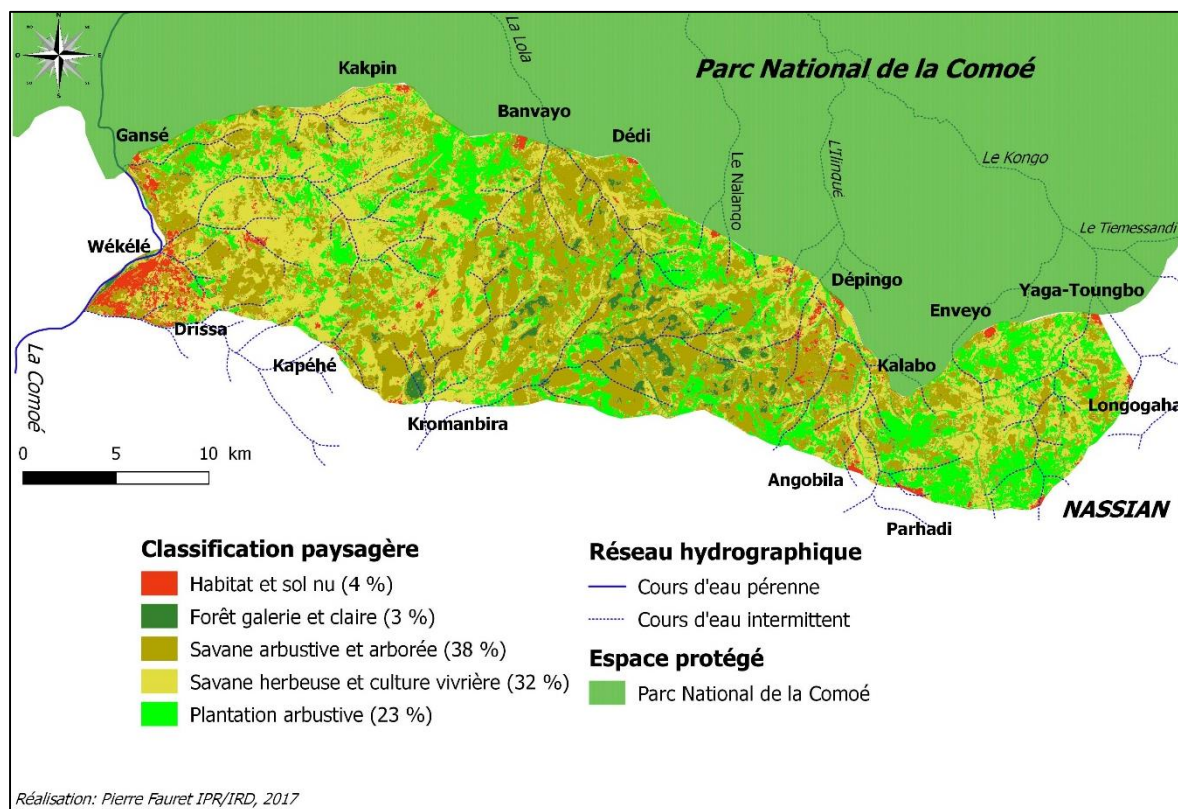 Parc National de la Comoé
Kakpin
La Lola
Banvayo
Dédi
Gansé
Le Nalanqo
L'Ilinqué
Le Kongo
Le Tiemessandi
Wékélé
Dépingo
Enveyo
Yaga-Toungbo
Drissa
Kapéhé
Kalabo
La Comoé
Longogaha
Kromanbira
0 5 10 km
Angobila
NASSIAN
Parhadi
Classification paysagère
Habitat et sol nu (4 %)
Forêt galerie et claire (3 %)
Savane arbustive et arborée (38 %)
Savane herbeuse et culture vivrière (32 %)
Plantation arbustive (23 %)
Réseau hydrographique
Cours d'eau pérenne
Cours d'eau intermittent
Espace protégé
Parc National de la Comoé
Réalisation: Pierre Fauret IPR/IRD, 2017